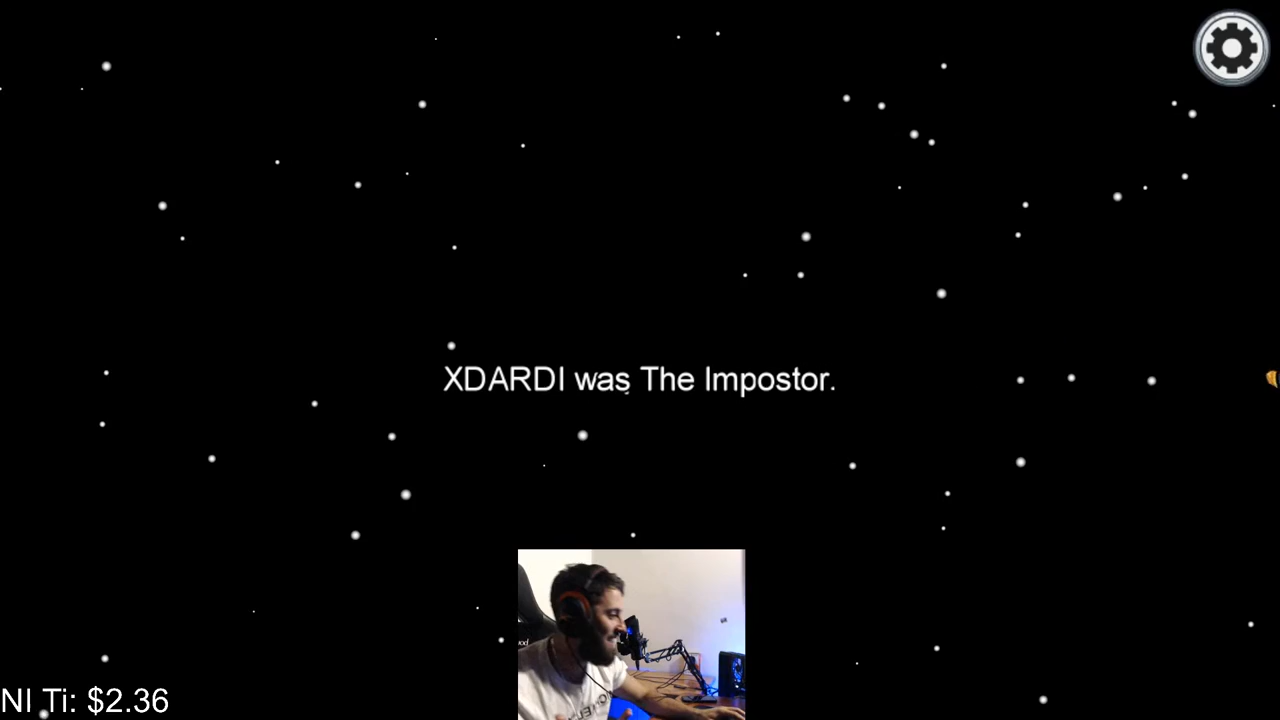 XDARDI was The Impostor.
NI Ti: $2.36